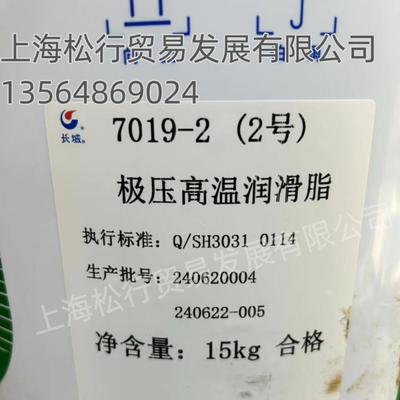 上海松行贸易发展有限公司
13564869024
长城®
7019-2 (2号)
极压高温润滑脂
执行标准: Q/SH3031 0114
生产批号: 240620004
240622-005
净含量: 15kg 合格
上海松行贸易发展有限公司